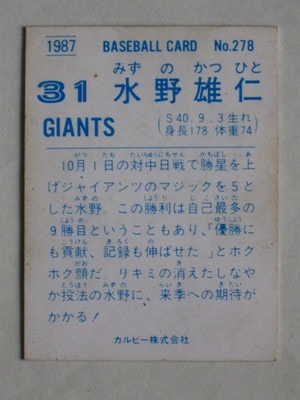 1987 BASEBALL CARD No.278
みずの かつひと
31 水野雄仁
GIANTS
(S40.9.3生れ 身長178 体重74)
10月1日の対中日戦で勝星を上
げジャイアンツのマジックを5と
した水野。この勝利は自己最多の
9勝目ということもあり、「優勝に
も貢献、記録も伸ばせた。」とホク
ホク顔だ。リキミの消えたしなや
か投法の水野に、来季への期待が
かかる!
カルビー株式会社